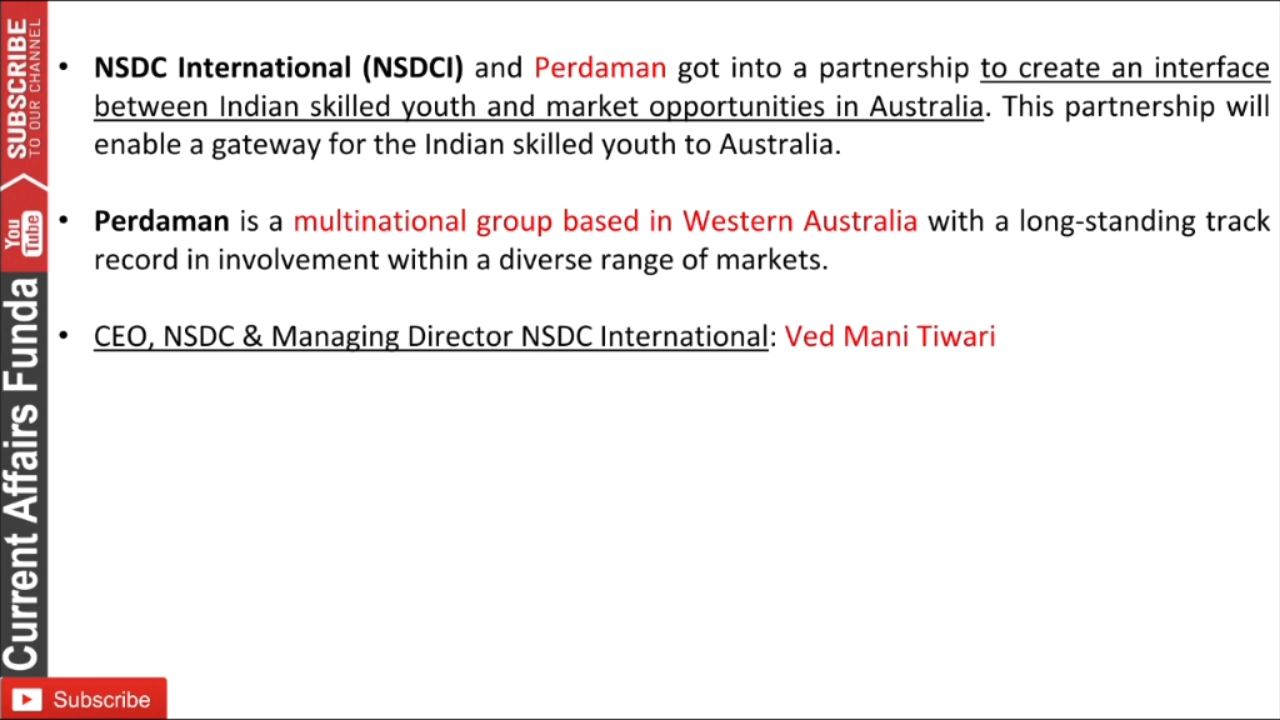 • NSDC International (NSDCI) and Perdaman got into a partnership to create an interface
between Indian skilled youth and market opportunities in Australia. This partnership will
enable a gateway for the Indian skilled youth to Australia.
• Perdaman is a multinational group based in Western Australia with a long-standing track
record in involvement within a diverse range of markets.
• CEO, NSDC & Managing Director NSDC International: Ved Mani Tiwari
SUBSCRIBE
TO OUR CHANNEL
You
Tube
Current Affairs Funda
Subscribe